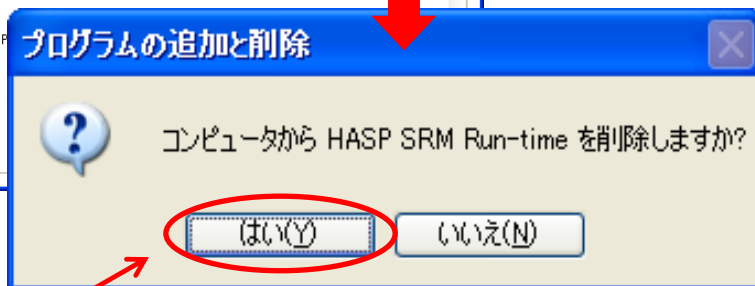 プログラムの追加と削除
コンピュータから HASP SRM Run-time を削除しますか?
はい(Y)
いいえ(N)